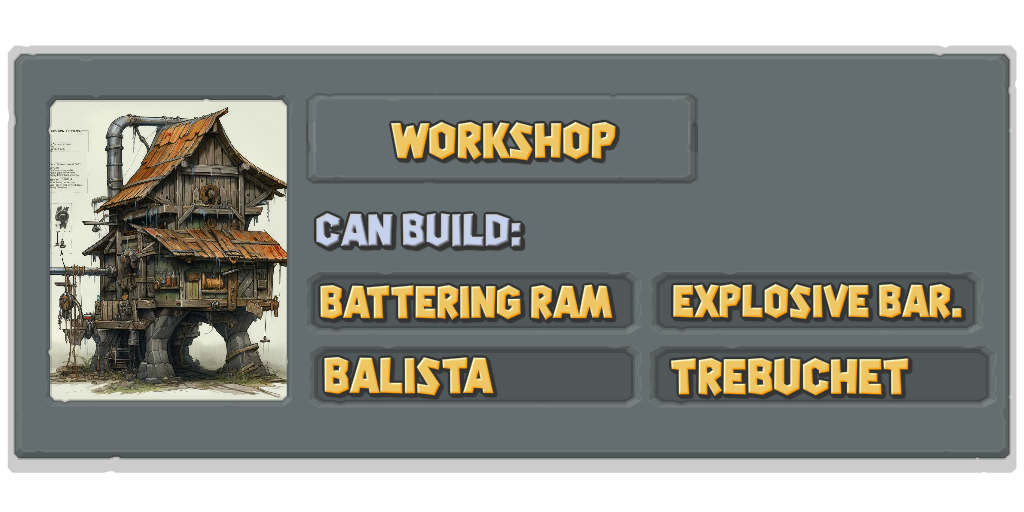 WORKSHOP
CAN BUILD:
BATTERING RAM
EXPLOSIVE BAR.
BALISTA
TREBUCHET